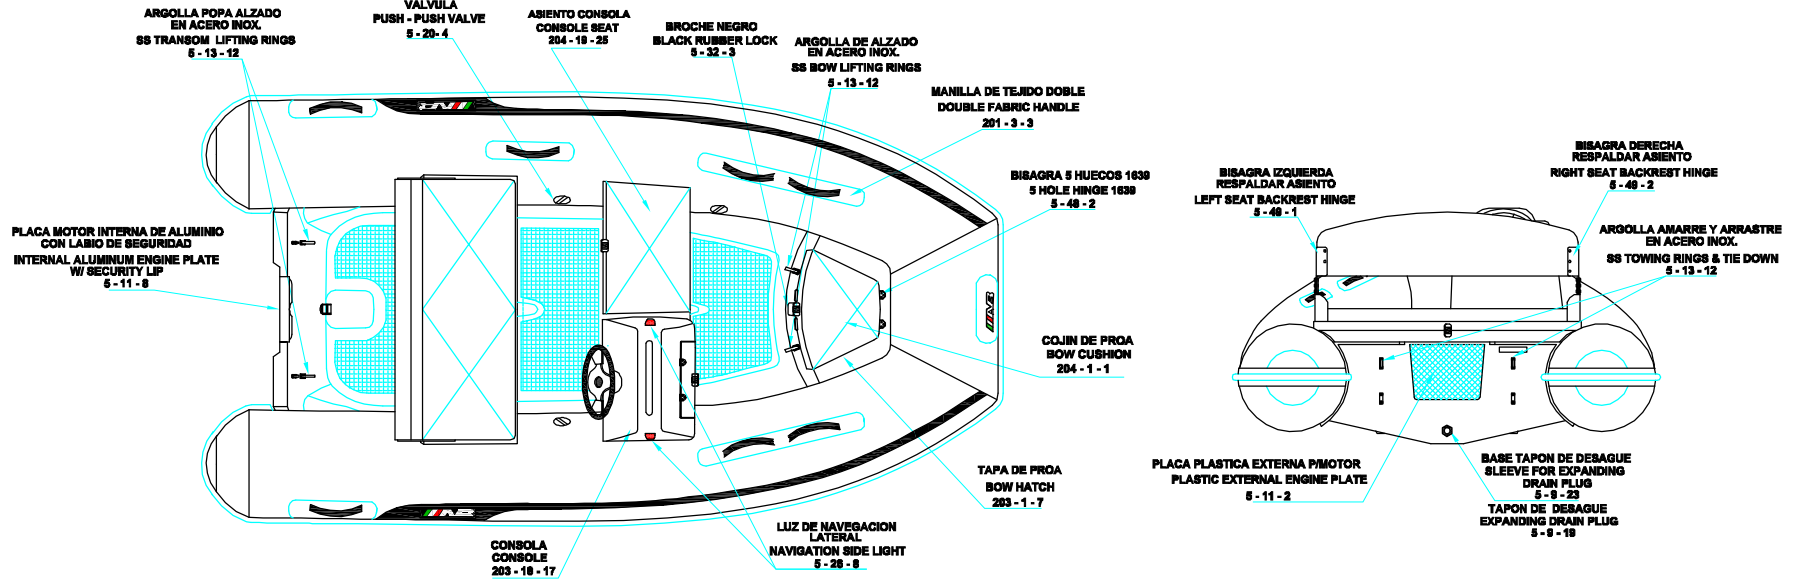 ARGOLLA POPA ALZADO
EN ACERO INOX.
SS TRANSOM LIFTING RINGS
5 - 13 - 12
VALVULA
PUSH - PUSH VALVE
5 - 20 - 4
ASIENTO CONSOLA
CONSOLE SEAT
204 - 19 - 25
BROCHE NEGRO
BLACK RUBBER LOCK
5 - 32 - 3
ARGOLLA DE ALZADO
EN ACERO INOX.
SS BOW LIFTING RINGS
5 - 13 - 12
MANILLA DE TEJIDO DOBLE
DOUBLE FABRIC HANDLE
201 - 3 - 3
BISAGRA 5 HUECOS 1639
5 HOLE HINGE 1639
5 - 48 - 2
PLACA MOTOR INTERNA DE ALUMINIO
CON LABIO DE SEGURIDAD
INTERNAL ALUMINUM ENGINE PLATE
W/ SECURITY LIP
5 - 11 - 8
COJIN DE PROA
BOW CUSHION
204 - 1 - 1
TAPA DE PROA
BOW HATCH
203 - 1 - 7
LUZ DE NAVEGACION
LATERAL
NAVIGATION SIDE LIGHT
5 - 26 - 8
CONSOLA
CONSOLE
203 - 18 - 17
AB
AB
AB
BISAGRA IZQUIERDA
RESPALDAR ASIENTO
LEFT SEAT BACKREST HINGE
5 - 49 - 1
BISAGRA DERECHA
RESPALDAR ASIENTO
RIGHT SEAT BACKREST HINGE
5 - 49 - 2
ARGOLLA AMARRE Y ARRASTRE
EN ACERO INOX.
SS TOWING RINGS & TIE DOWN
5 - 13 - 12
PLACA PLASTICA EXTERNA P/MOTOR
PLASTIC EXTERNAL ENGINE PLATE
5 - 11 - 2
BASE TAPON DE DESAGUE
SLEEVE FOR EXPANDING
DRAIN PLUG
5 - 9 - 23
TAPON DE DESAGUE
EXPANDING DRAIN PLUG
5 - 9 - 19